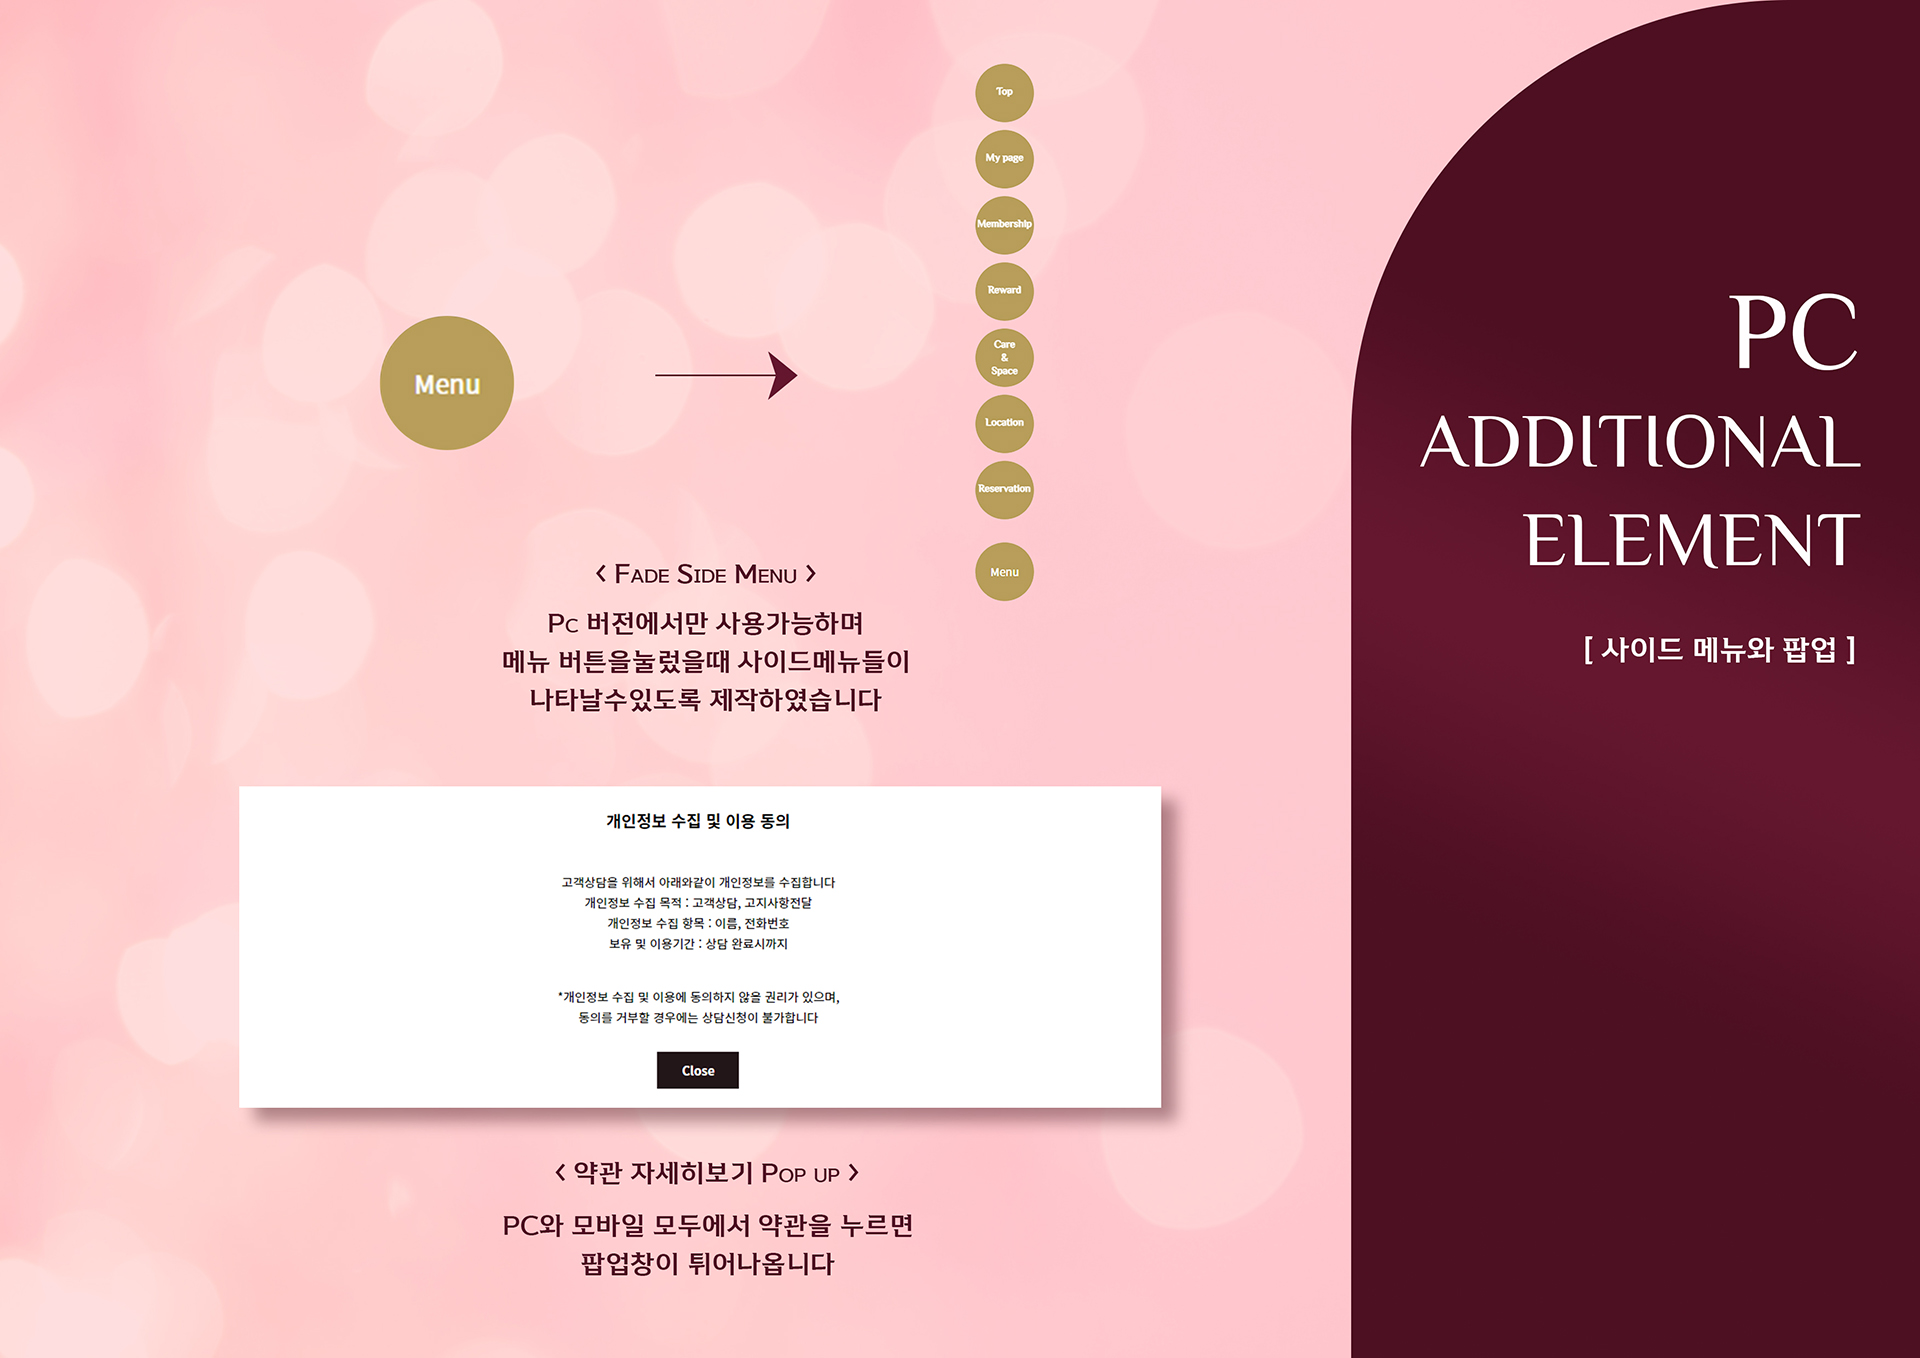 Menu
Top
My page
Membership
Reward
Care
&
Space
Location
Reservation
Menu
< Fade Side Menu >
Pc 버전에서만 사용가능하며
메뉴 버튼을눌렀을때 사이드메뉴들이
나타날수있도록 제작하였습니다
개인정보 수집 및 이용 동의
고객상담을 위해서 아래와같이 개인정보를 수집합니다
개인정보 수집 목적 : 고객상담, 고지사항전달
개인정보 수집 항목 : 이름, 전화번호
보유 및 이용기간 : 상담 완료시까지
*개인정보 수집 및 이용에 동의하지 않을 권리가 있으며,
동의를 거부할 경우에는 상담신청이 불가합니다
Close
< 약관 자세히보기 Pop up >
PC와 모바일 모두에서 약관을 누르면
팝업창이 튀어나옵니다
PC
ADDITIONAL
ELEMENT
[ 사이드 메뉴와 팝업 ]